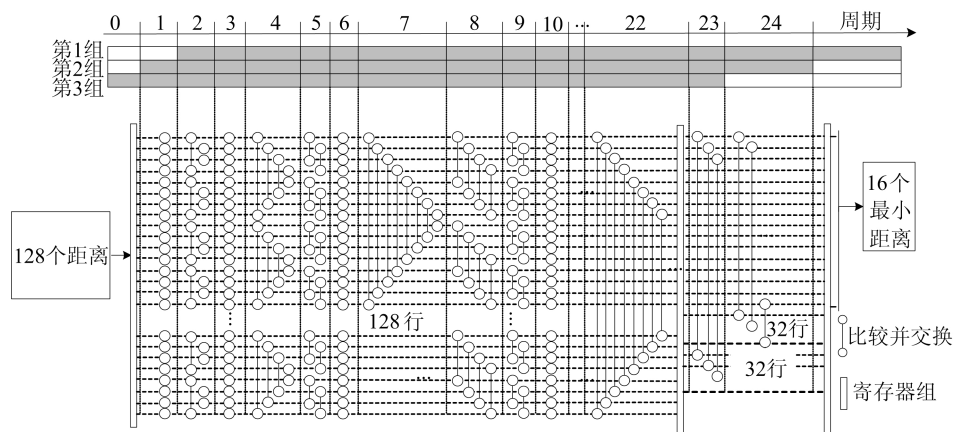 0 1 2 3 4 5 6 7 8 9 10 ... 22 23 24 周期
第1组
第2组
第3组
128个距离
16个
最小
距离
...
...
128行
32行
32行
比较并交换
...
...
寄存器组